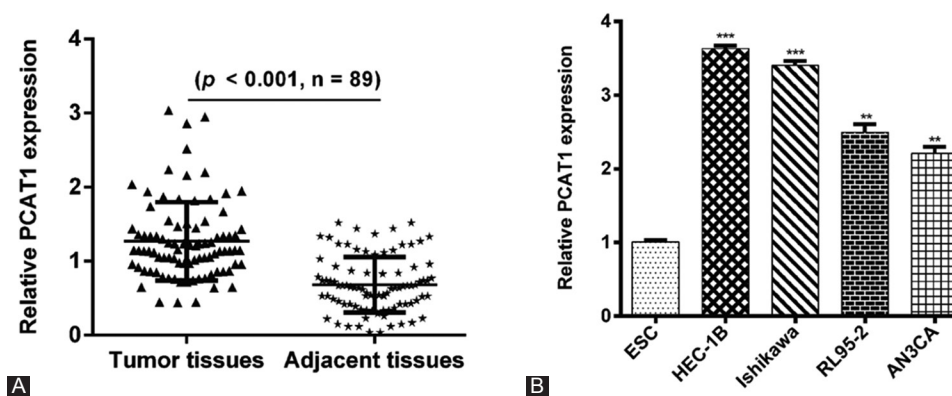 Relative PCAT1 expression
4
3
2
1
0
(p < 0.001, n = 89)
Tumor tissues
Adjacent tissues
A
Relative PCAT1 expression
4
3
2
1
0
***
***
**
**
ESC
HEC-1B
Ishikawa
RL95-2
AN3CA
B